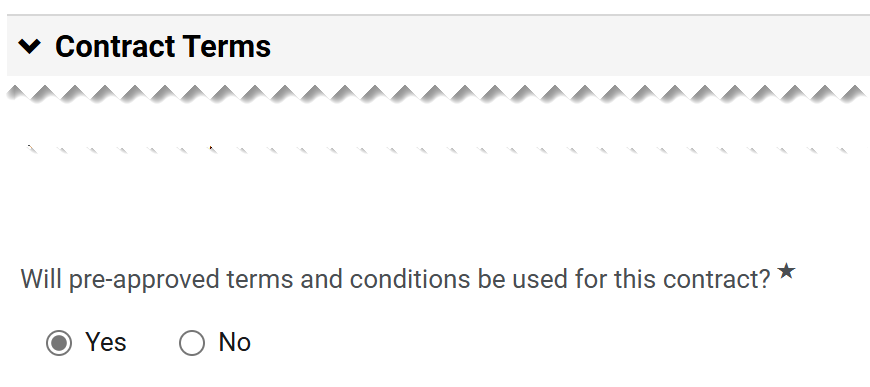 Contract Terms
Will pre-approved terms and conditions be used for this contract? ★
Yes
No